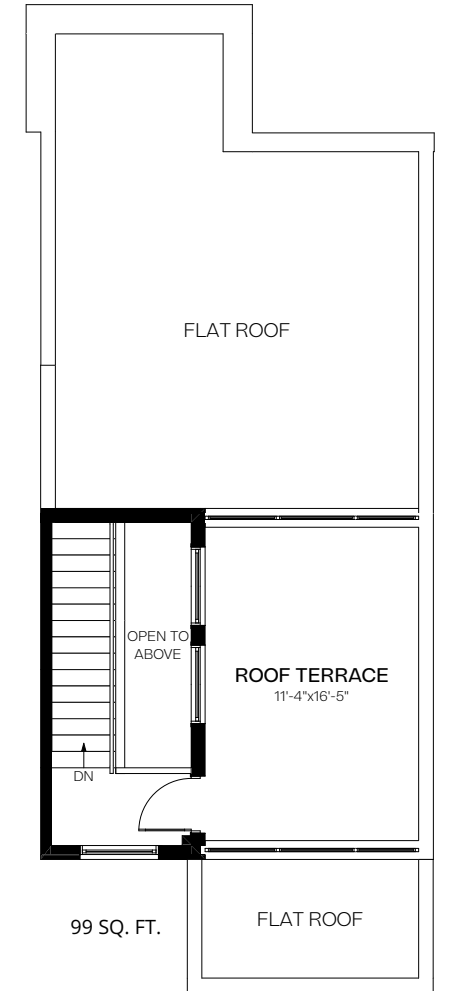 FLAT ROOF
OPEN TO
ABOVE
ROOF TERRACE
11'-4"x16'-5"
DN
99 SQ. FT.
FLAT ROOF